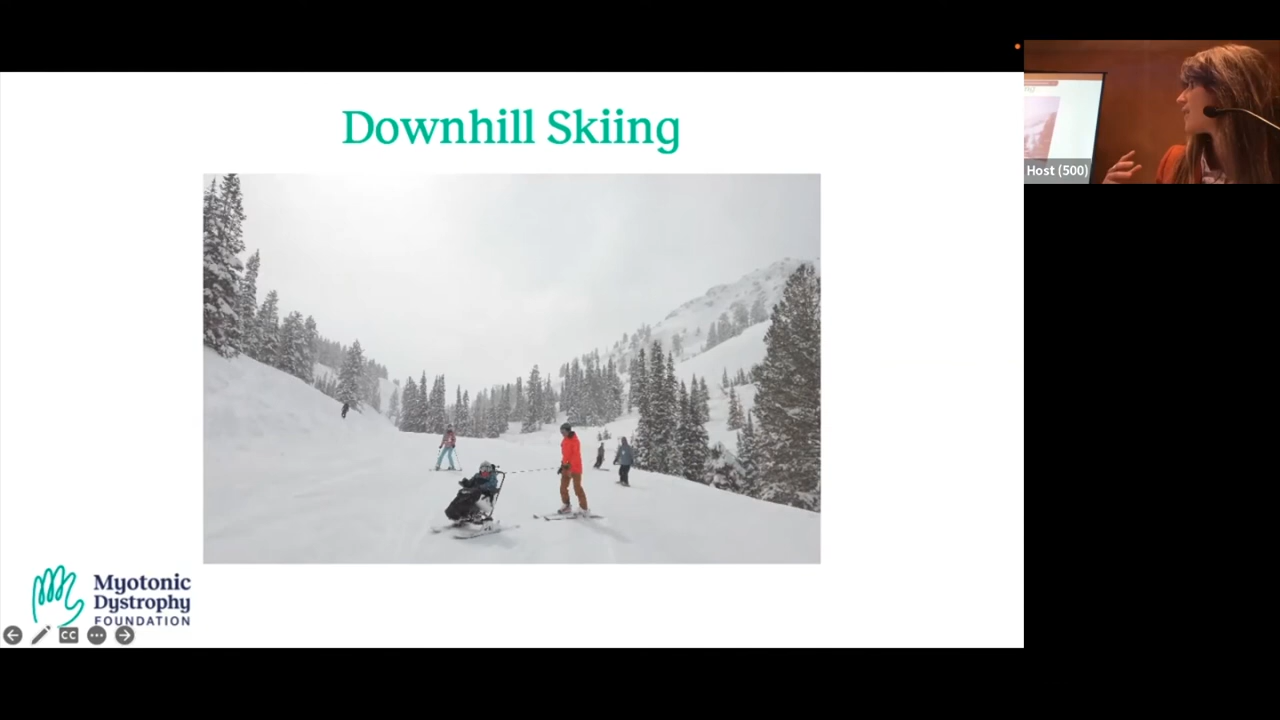 Downhill Skiing
Host (500)
Myotonic
Dystrophy
FOUNDATION
CC